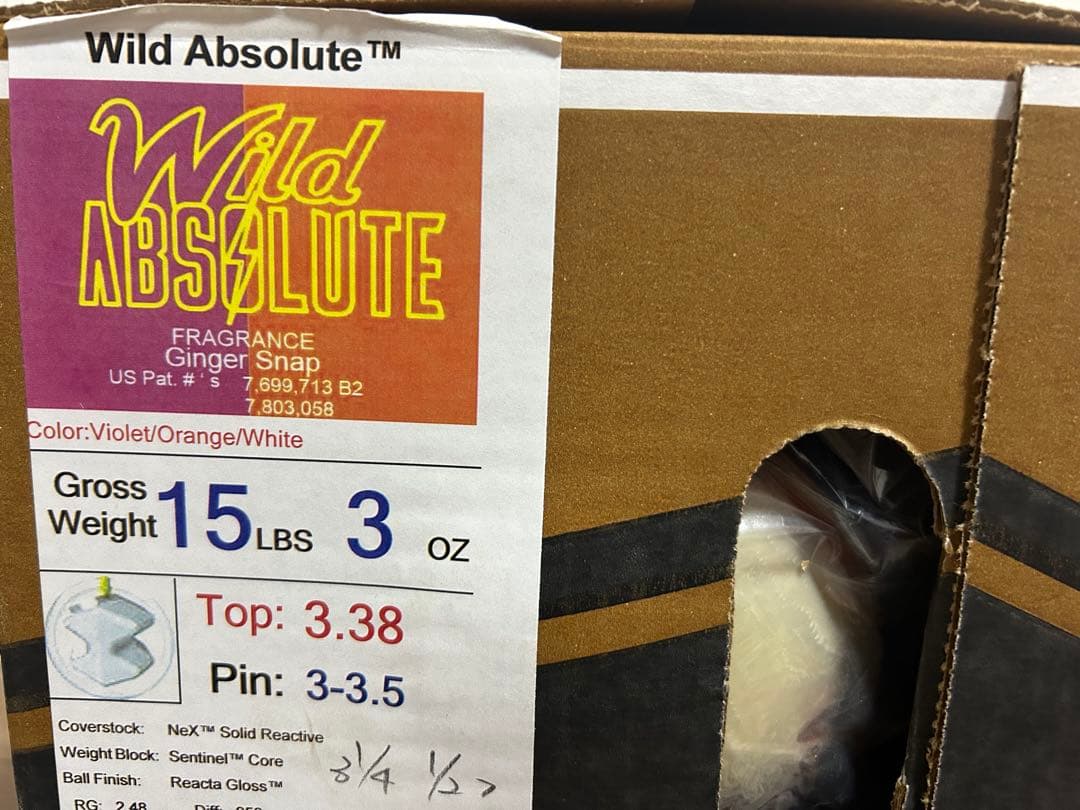 Wild Absolute™
Wild
ABSOLUTE
FRAGRANCE
Ginger Snap
US Pat. # ' s 7,699,713 B2
7,803,058
Color:Violet/Orange/White
Gross Weight 15 LBS 3 OZ
Top: 3.38
Pin: 3-3.5
Coverstock: NeX™ Solid Reactive
Weight Block: Sentinel™ Core
Ball Finish: Reacta Gloss™
3 1/4
RG: 2.48